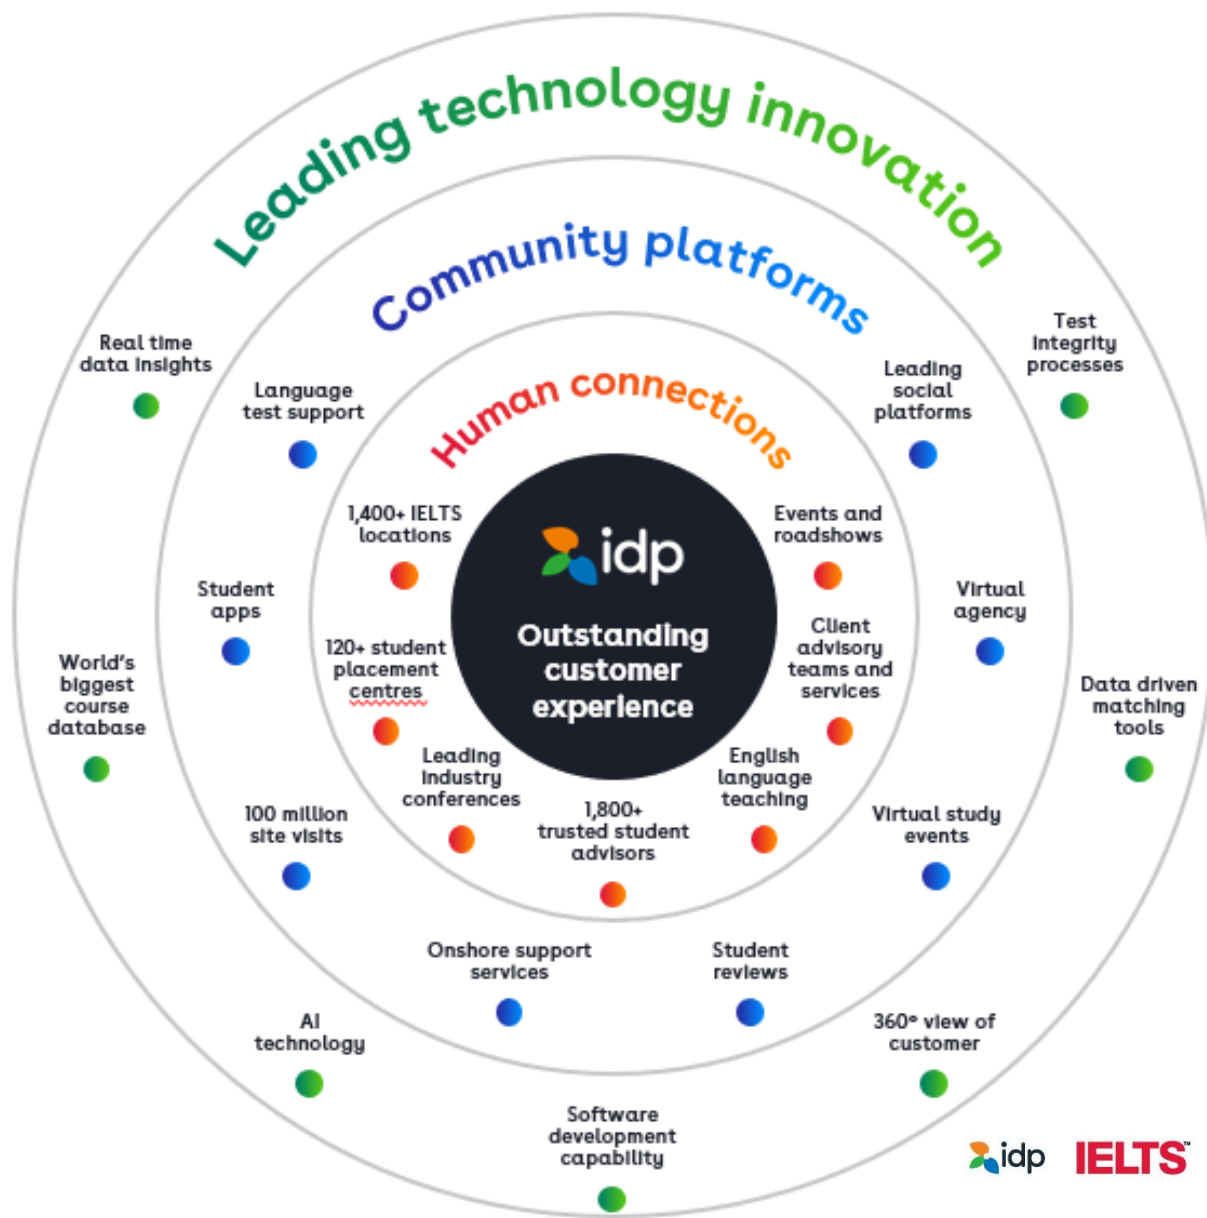 Leading technology innovation
Community platforms
Human connections
idp
Outstanding
customer
experience
1,400+ IELTS
locations
120+ student
placement
centres
Leading
industry
conferences
1,800+
trusted student
advisors
English
language
teaching
Client
advisory
teams and
services
Events and
roadshows
Language
test support
Student
apps
100 million
site visits
Onshore support
services
Student
reviews
Virtual study
events
Virtual
agency
Leading
social
platforms
Real time
data insights
World's
biggest
course
database
AI
technology
Software
development
capability
360° view of
customer
Data driven
matching
tools
Test
integrity
processes
idp IELTS™